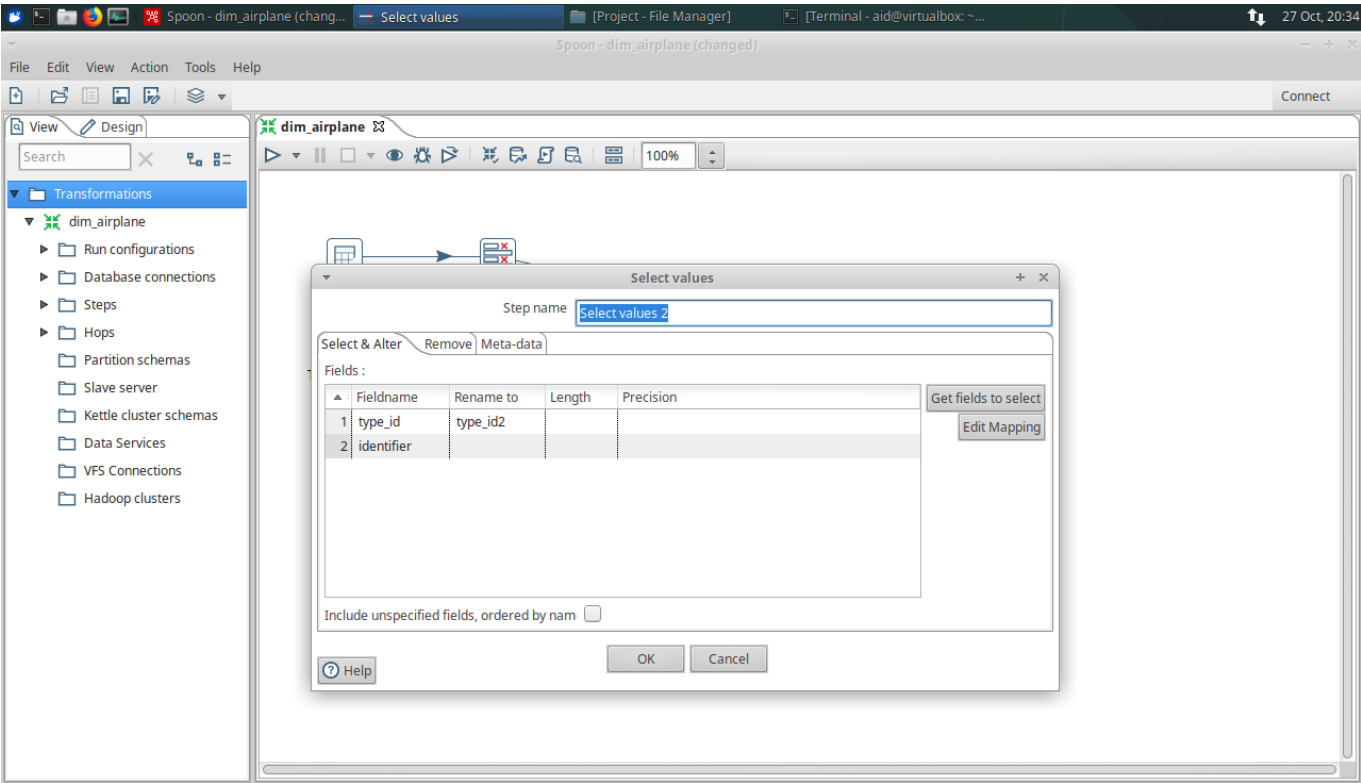 Spoon - dim_airplane (chang... Select values [Project - File Manager] [Terminal - aid@virtualbox: ~... 27 Oct, 20:34
Spoon - dim_airplane (changed)
File Edit View Action Tools Help
Connect
View Design dim_airplane
Search 100%
Transformations
dim_airplane
Run configurations
Database connections
Steps
Hops
Partition schemas
Slave server
Kettle cluster schemas
Data Services
VFS Connections
Hadoop clusters
Select values
Step name Select values 2
Select & Alter Remove Meta-data
Fields :
Fieldname Rename to Length Precision
1 type_id type_id2
2 identifier
Get fields to select
Edit Mapping
Include unspecified fields, ordered by nam
OK Cancel
Help